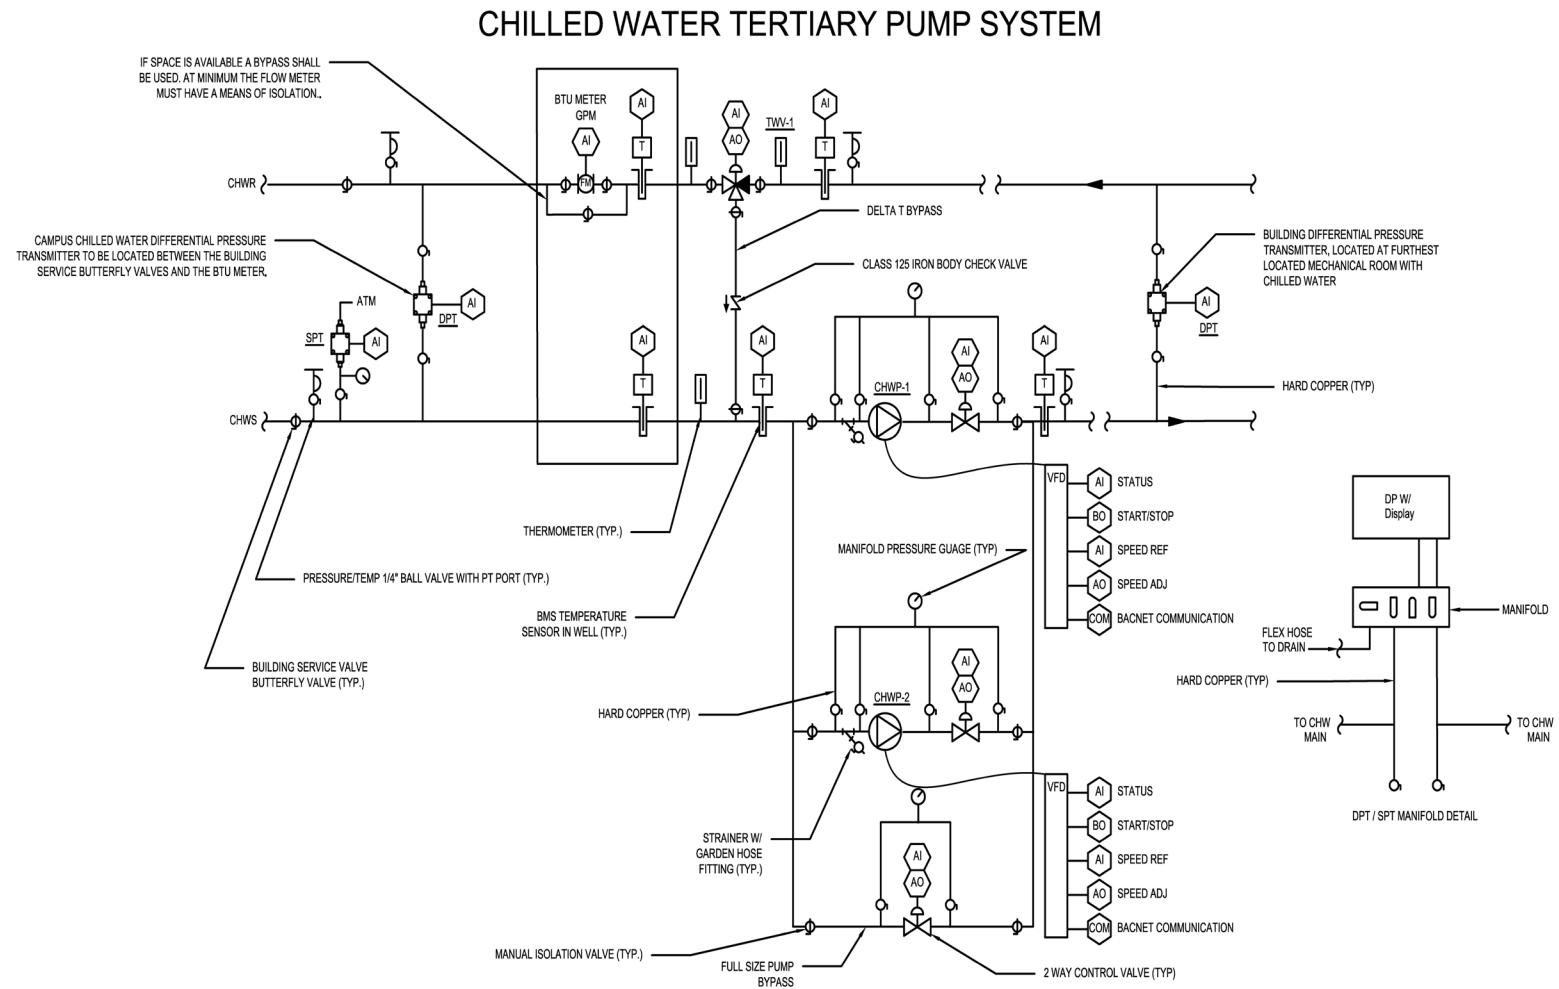 CHILLED WATER TERTIARY PUMP SYSTEM
IF SPACE IS AVAILABLE A BYPASS SHALL
BE USED. AT MINIMUM THE FLOW METER
MUST HAVE A MEANS OF ISOLATION..
BTU METER
GPM
AI
AI
T
FM
AI
AO
TWV-1
AI
T
CHWR
DELTA T BYPASS
CAMPUS CHILLED WATER DIFFERENTIAL PRESSURE
TRANSMITTER TO BE LOCATED BETWEEN THE BUILDING
SERVICE BUTTERFLY VALVES AND THE BTU METER.
CLASS 125 IRON BODY CHECK VALVE
BUILDING DIFFERENTIAL PRESSURE
TRANSMITTER, LOCATED AT FURTHEST
LOCATED MECHANICAL ROOM WITH
CHILLED WATER
ATM
AI
DPT
SPT
AI
AI
DPT
AI
T
AI
T
AI
AO
CHWP-1
AI
T
HARD COPPER (TYP)
CHWS
VFD
AI
STATUS
BO
START/STOP
AI
SPEED REF
AO
SPEED ADJ
COM
BACNET COMMUNICATION
THERMOMETER (TYP.)
MANIFOLD PRESSURE GUAGE (TYP)
PRESSURE/TEMP 1/4" BALL VALVE WITH PT PORT (TYP.)
BMS TEMPERATURE
SENSOR IN WELL (TYP.)
BUILDING SERVICE VALVE
BUTTERFLY VALVE (TYP.)
DP W/
Display
MANIFOLD
FLEX HOSE
TO DRAIN
HARD COPPER (TYP)
TO CHW
MAIN
TO CHW
MAIN
DPT / SPT MANIFOLD DETAIL
AI
AO
CHWP-2
HARD COPPER (TYP)
VFD
AI
STATUS
BO
START/STOP
AI
SPEED REF
AO
SPEED ADJ
COM
BACNET COMMUNICATION
STRAINER W/
GARDEN HOSE
FITTING (TYP.)
AI
AO
MANUAL ISOLATION VALVE (TYP.)
FULL SIZE PUMP
BYPASS
2 WAY CONTROL VALVE (TYP)